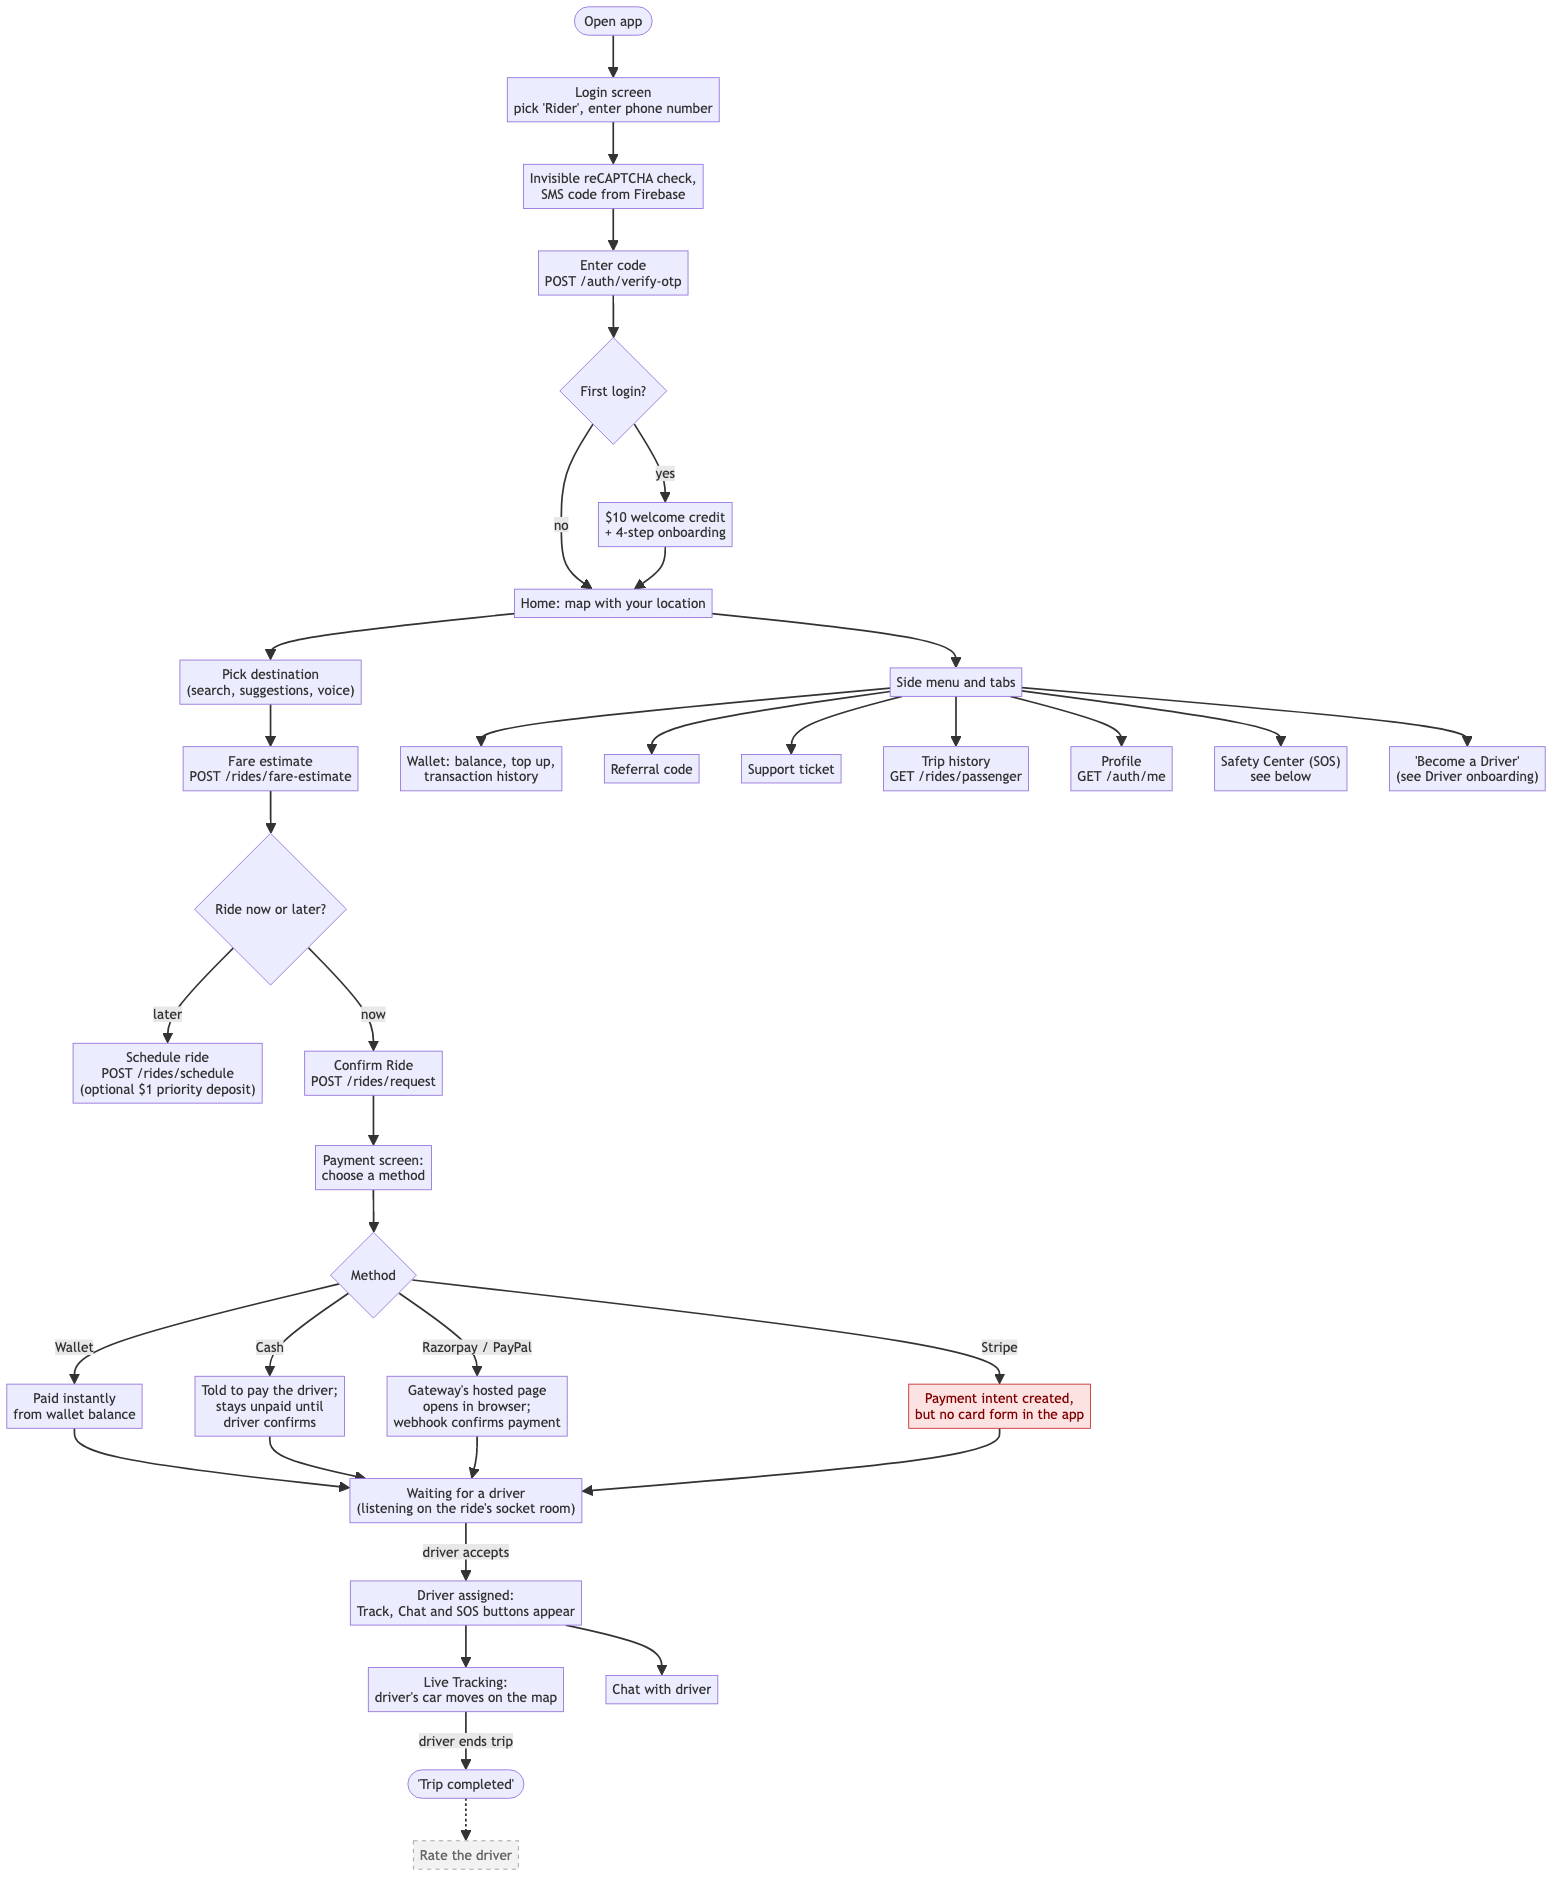 Open app
Login screen
pick 'Rider', enter phone number
Invisible reCAPTCHA check,
SMS code from Firebase
Enter code
POST /auth/verify-otp
First login?
yes
$10 welcome credit
+ 4-step onboarding
no
Home: map with your location
Pick destination
(search, suggestions, voice)
Side menu and tabs
Fare estimate
POST /rides/fare-estimate
Wallet: balance, top up,
transaction history
Referral code
Support ticket
Trip history
GET /rides/passenger
Profile
GET /auth/me
Safety Center (SOS)
see below
'Become a Driver'
(see Driver onboarding)
Ride now or later?
later
now
Schedule ride
POST /rides/schedule
(optional $1 priority deposit)
Confirm Ride
POST /rides/request
Payment screen:
choose a method
Method
Wallet
Cash
Razorpay / PayPal
Stripe
Paid instantly
from wallet balance
Told to pay the driver;
stays unpaid until
driver confirms
Gateway's hosted page
opens in browser;
webhook confirms payment
Payment intent created,
but no card form in the app
Waiting for a driver
(listening on the ride's socket room)
driver accepts
Driver assigned:
Track, Chat and SOS buttons appear
Live Tracking:
driver's car moves on the map
Chat with driver
driver ends trip
'Trip completed'
Rate the driver